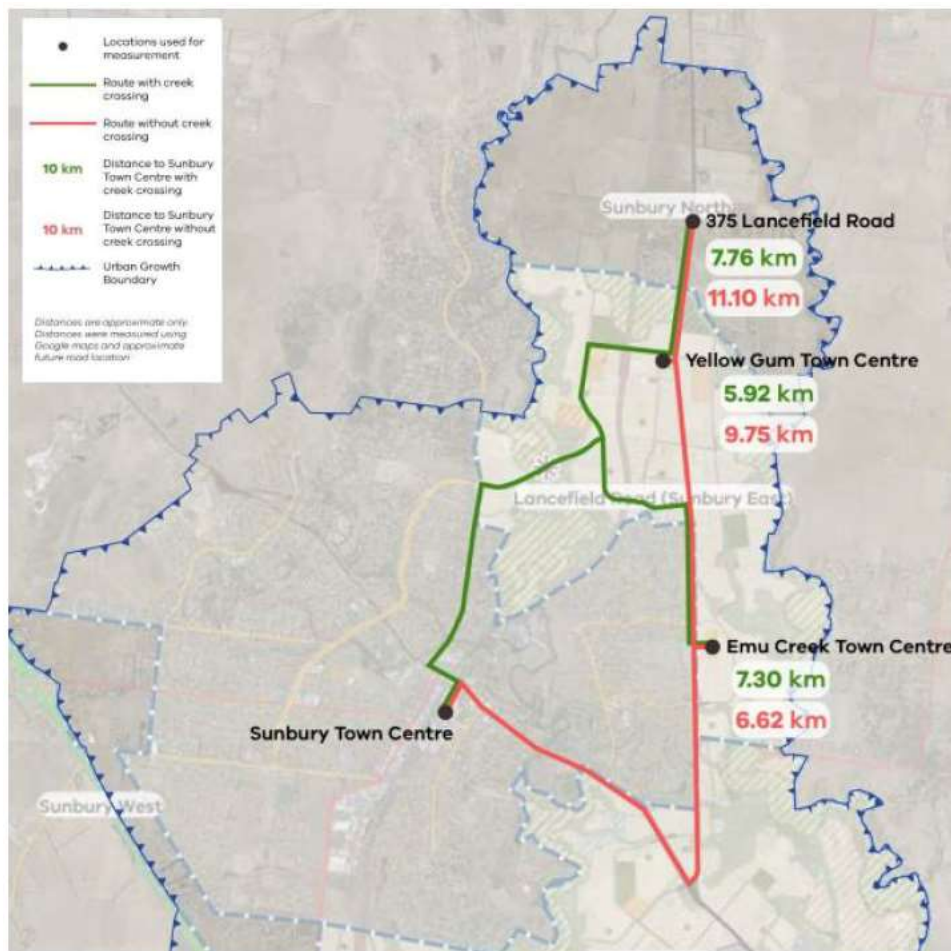 Locations used for
measurement
Route with creek
crossing
Route without creek
crossing
10 km
Distance to Sunbury
Town Centre with
creek crossing
10 km
Distance to Sunbury
Town Centre without
creek crossing
Urban Growth
Boundary
Distances are approximate only.
Distances were measured using
Google maps and approximate
future road location
Sunbury North
375 Lancefield Road
7.76 km
11.10 km
Yellow Gum Town Centre
5.92 km
9.75 km
Lancefield Road (Sunbury East)
Emu Creek Town Centre
7.30 km
6.62 km
Sunbury Town Centre
Sunbury West